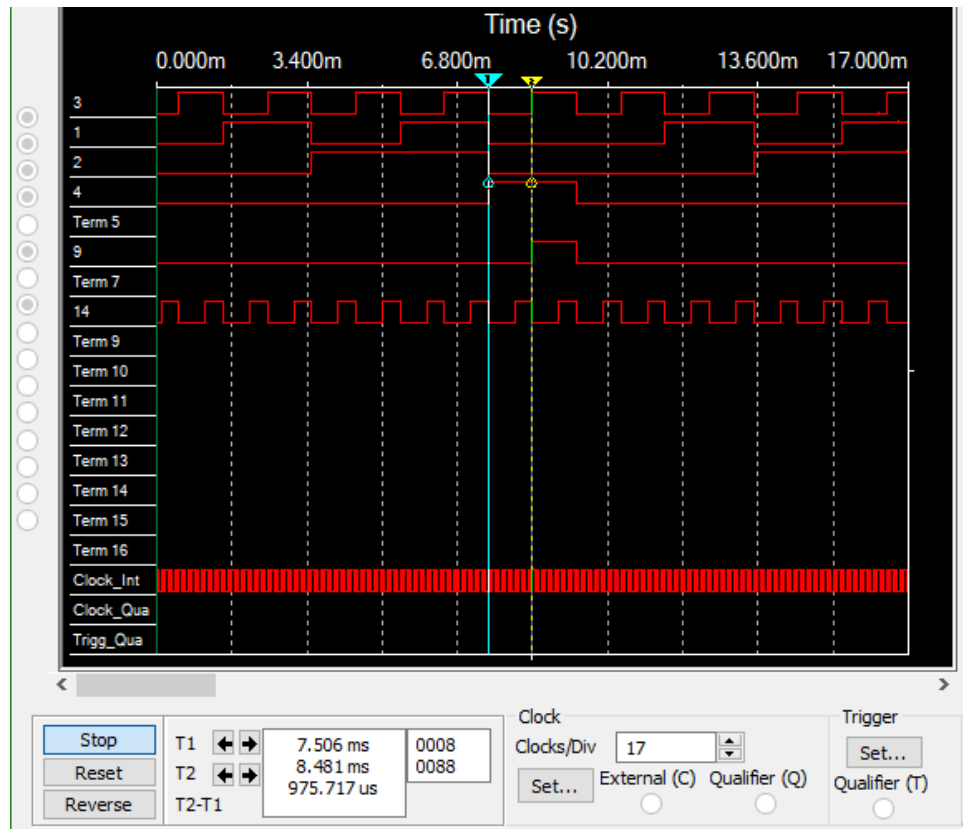 Time (s)
0.000m 3.400m 6.800m 10.200m 13.600m 17.000m
1 2
3
1
2
4
Term 5
9
Term 7
14
Term 9
Term 10
Term 11
Term 12
Term 13
Term 14
Term 15
Term 16
Clock_Int
Clock_Qua
Trigg_Qua
Stop
Reset
Reverse
T1 7.506 ms 0008
T2 8.481 ms 0088
T2-T1 975.717 us
Clock
Clocks/Div 17
Set... External (C) Qualifier (Q)
Trigger
Set...
Qualifier (T)